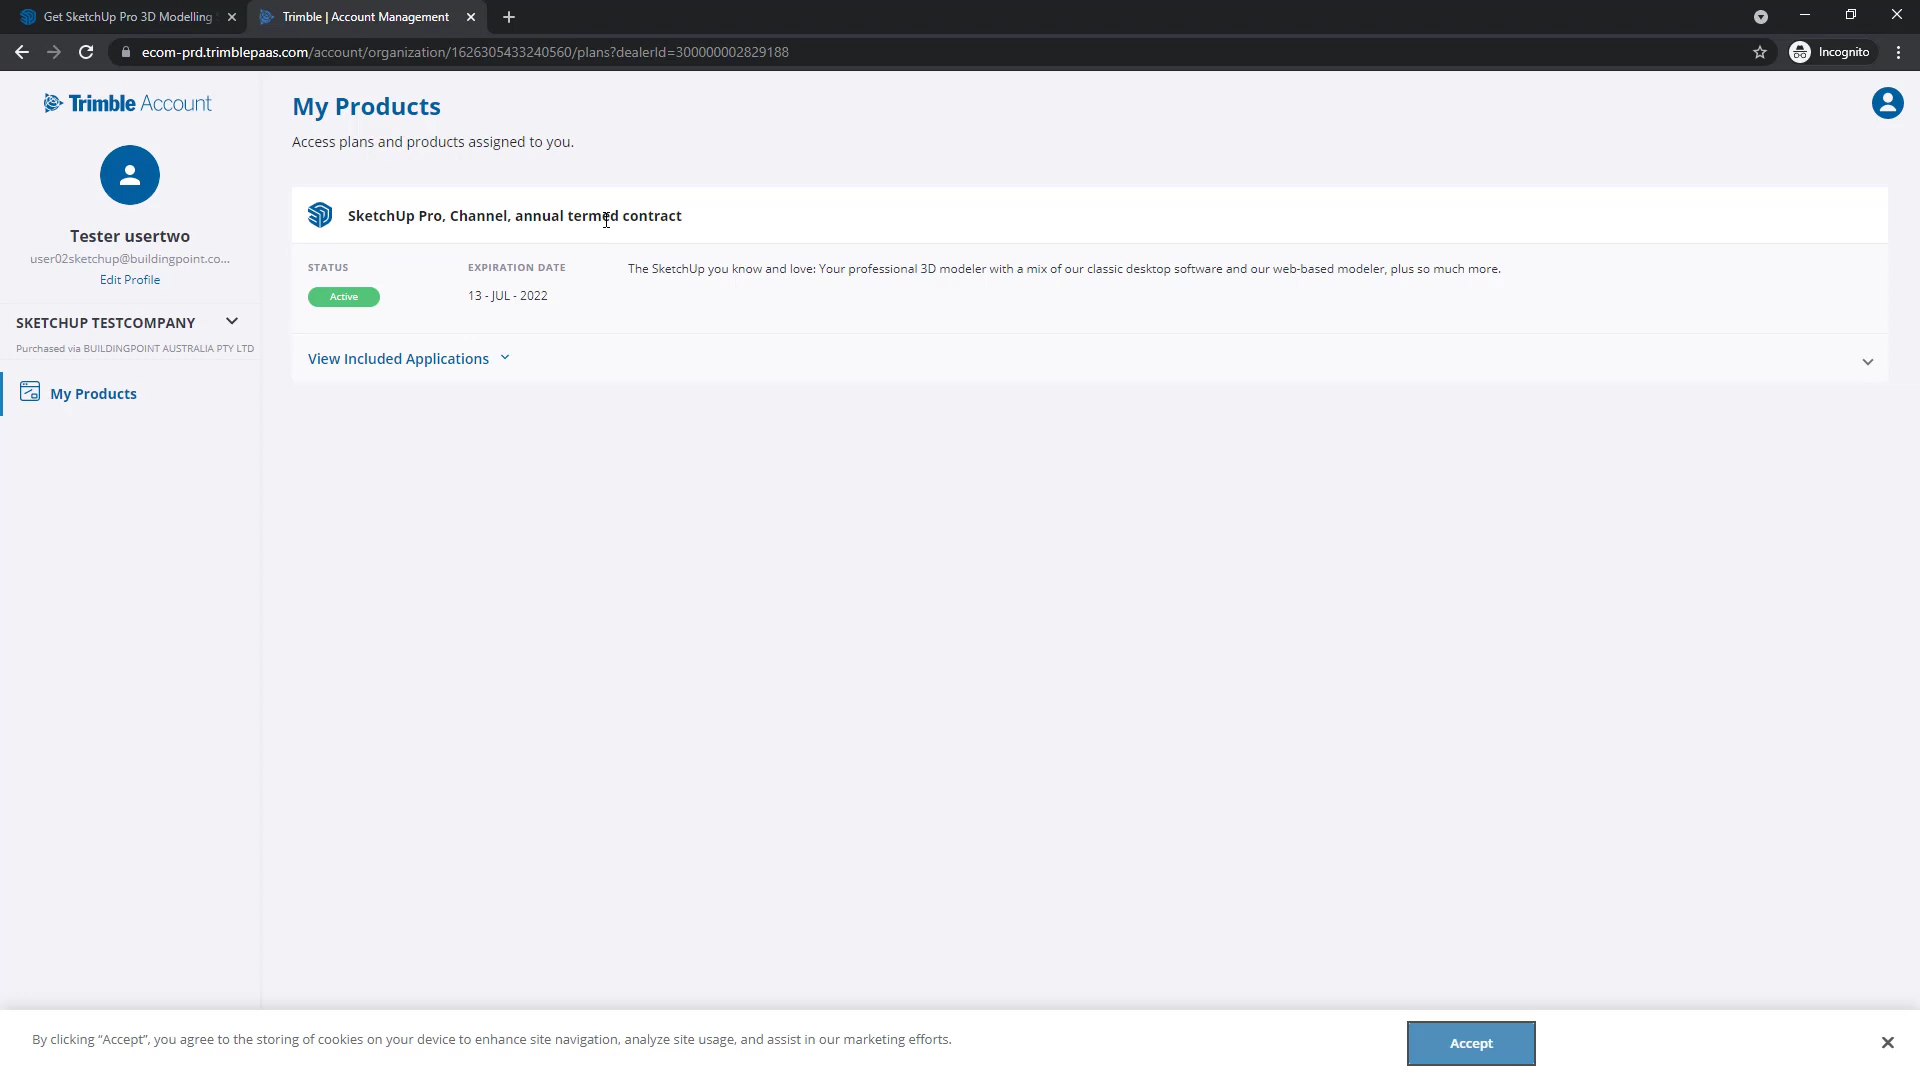 Get SketchUp Pro 3D Modelling
Trimble | Account Management
ecom-prd.trimblepaas.com/account/organization/1626305433240560/plans?dealerId=300000002829188
Incognito
Trimble Account
Tester usertwo
user02sketchup@buildingpoint.co...
Edit Profile
SKETCHUP TESTCOMPANY
Purchased via BUILDINGPOINT AUSTRALIA PTY LTD
My Products
My Products
Access plans and products assigned to you.
SketchUp Pro, Channel, annual termed contract
STATUS
Active
EXPIRATION DATE
13 - JUL - 2022
The SketchUp you know and love: Your professional 3D modeler with a mix of our classic desktop software and our web-based modeler, plus so much more.
View Included Applications
By clicking “Accept”, you agree to the storing of cookies on your device to enhance site navigation, analyze site usage, and assist in our marketing efforts.
Accept